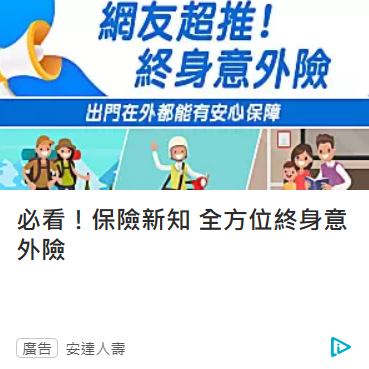 網友超推！
終身意外險
出門在外都能有安心保障
必看！保險新知 全方位終身意
外險
廣告 安達人壽